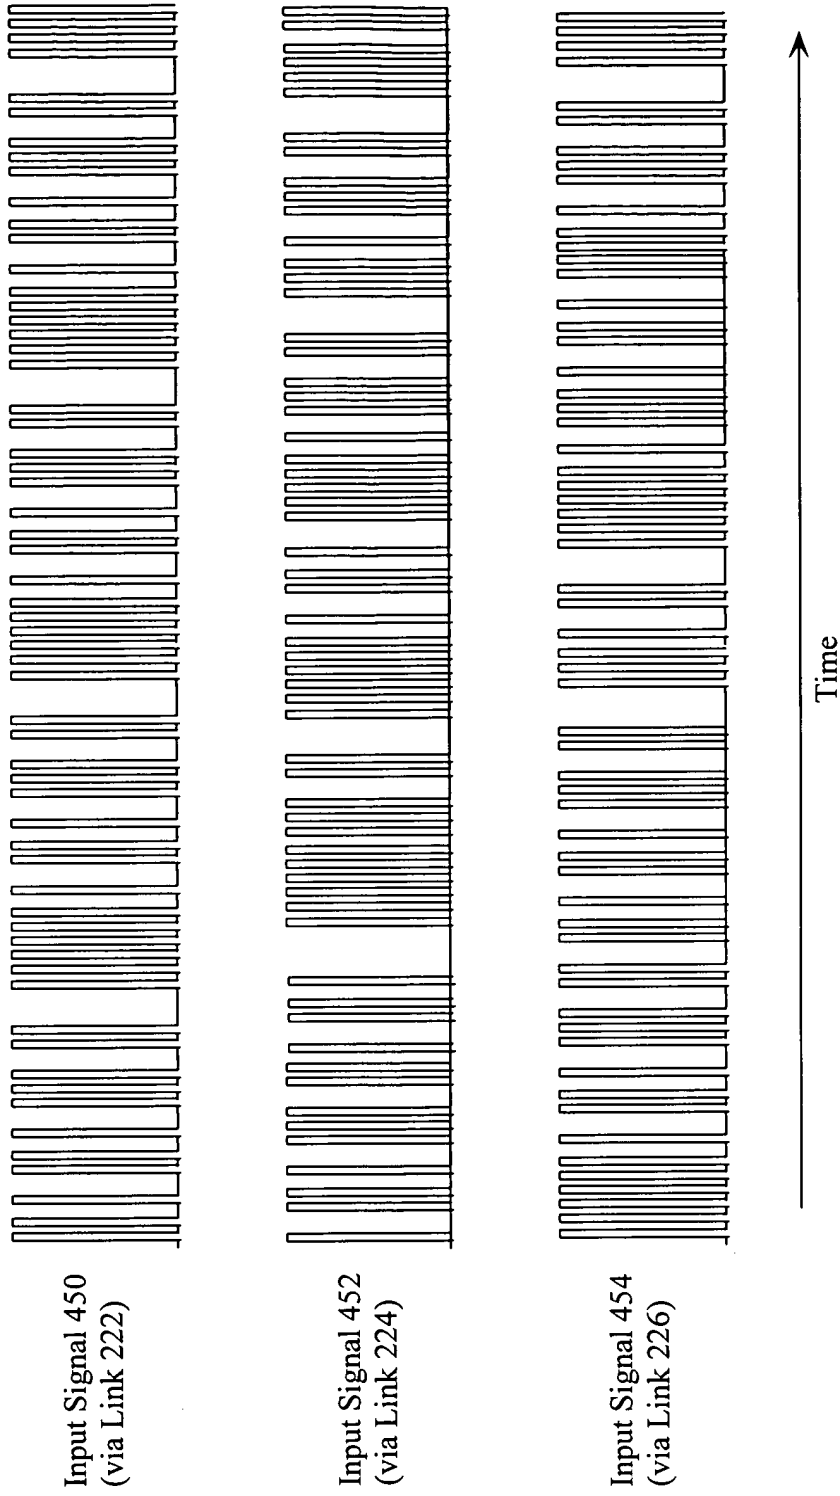 Input Signal 450
(via Link 222)
Input Signal 452
(via Link 224)
Input Signal 454
(via Link 226)
Time